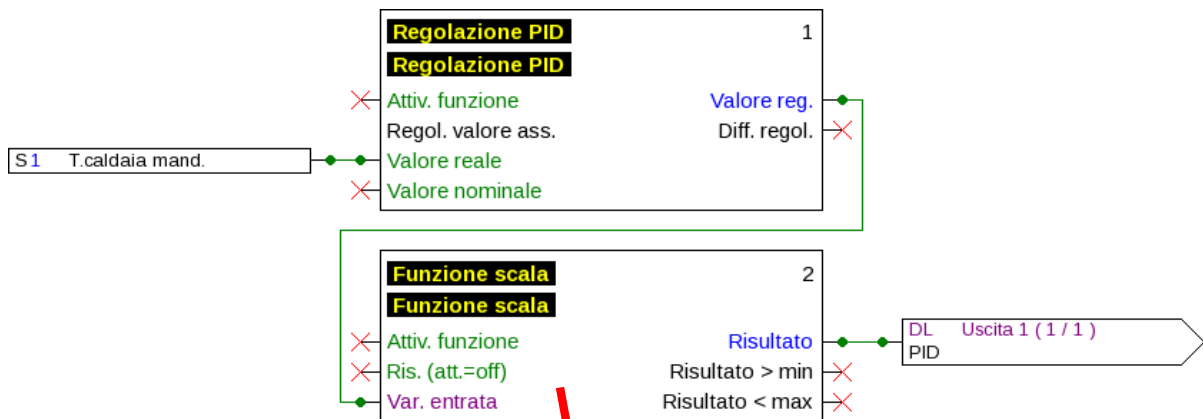 Regolazione PID 1
Regolazione PID
Attiv. funzione Valore reg.
Regol. valore ass. Diff. regol.
S1 T.caldaia mand. Valore reale
Valore nominale
Funzione scala 2
Funzione scala
Attiv. funzione Risultato DL Uscita 1 ( 1 / 1 )
PID
Ris. (att.=off) Risultato > min
Var. entrata Risultato < max